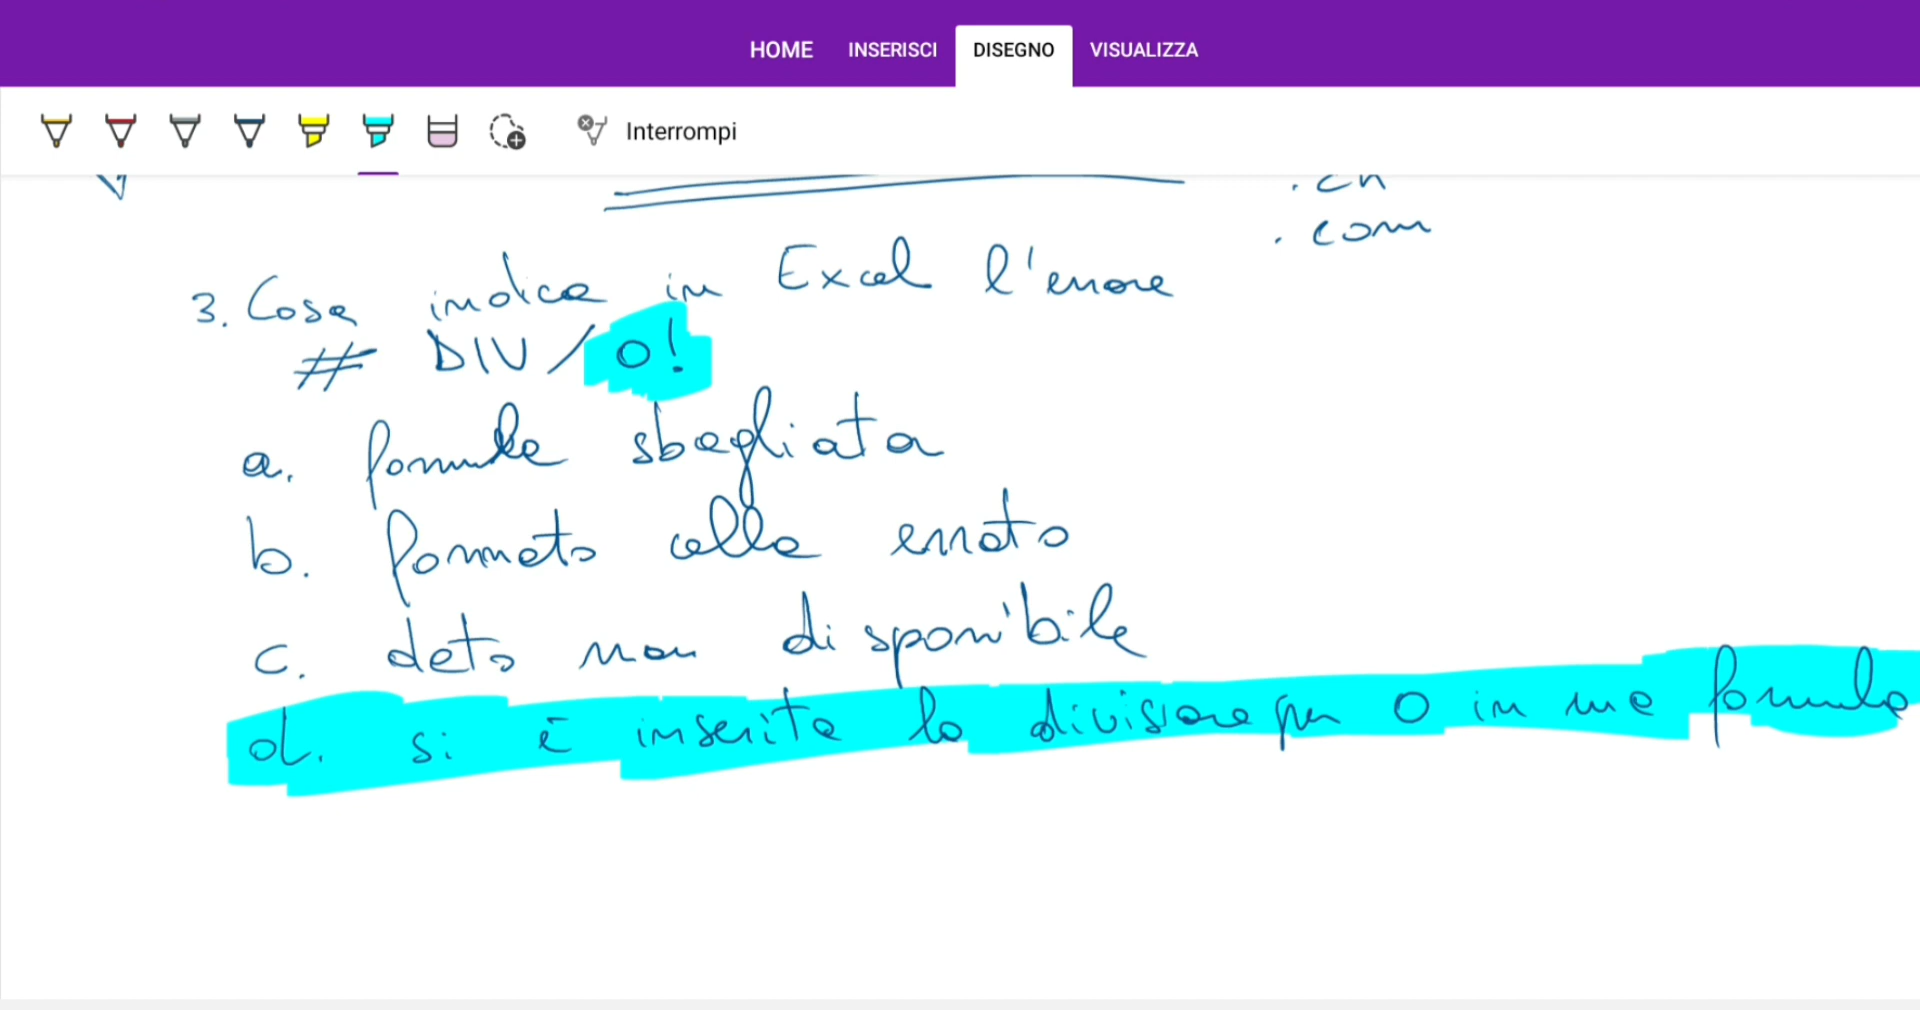 HOME INSERISCI DISEGNO VISUALIZZA
Interrompi
.cn
.com
3. Cosa indica in Excel l'errore
# DIV/0!
a. formula sbagliata
b. formato cella errato
c. dato non disponibile
d. si è inserita la divisione per 0 in una formula